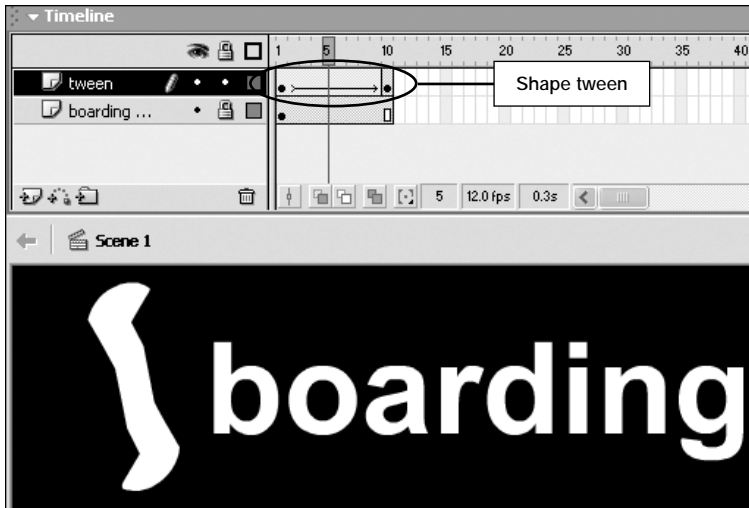 Timeline
1 5 10 15 20 25 30 35 40
tween
Shape tween
boarding ...
5 12.0 fps 0.3s
Scene 1
boarding